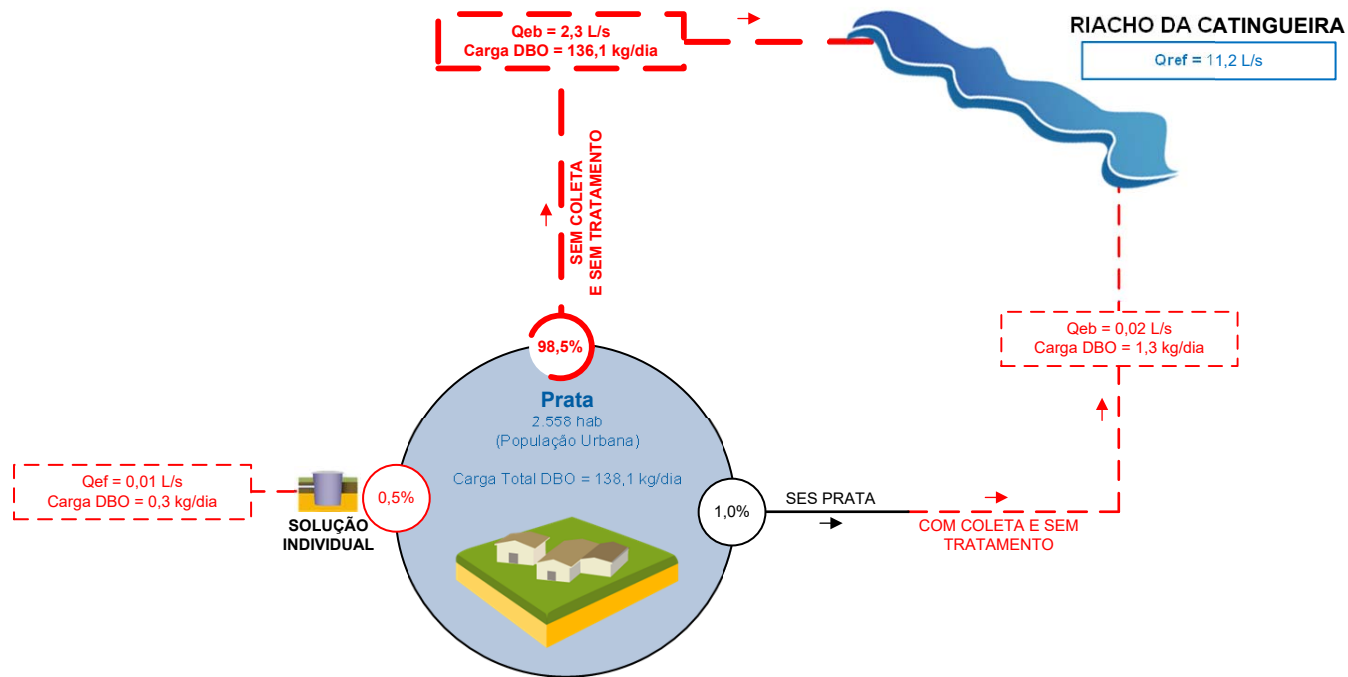 Qeb = 2,3 L/s
Carga DBO = 136,1 kg/dia
RIACHO DA CATINGUEIRA
Qref = 11,2 L/s
SEM COLETA
E SEM TRATAMENTO
Qeb = 0,02 L/s
Carga DBO = 1,3 kg/dia
98,5%
Prata
2.558 hab
(População Urbana)
Carga Total DBO = 138,1 kg/dia
Qef = 0,01 L/s
Carga DBO = 0,3 kg/dia
0,5%
SOLUÇÃO
INDIVIDUAL
1,0%
SES PRATA
COM COLETA E SEM
TRATAMENTO